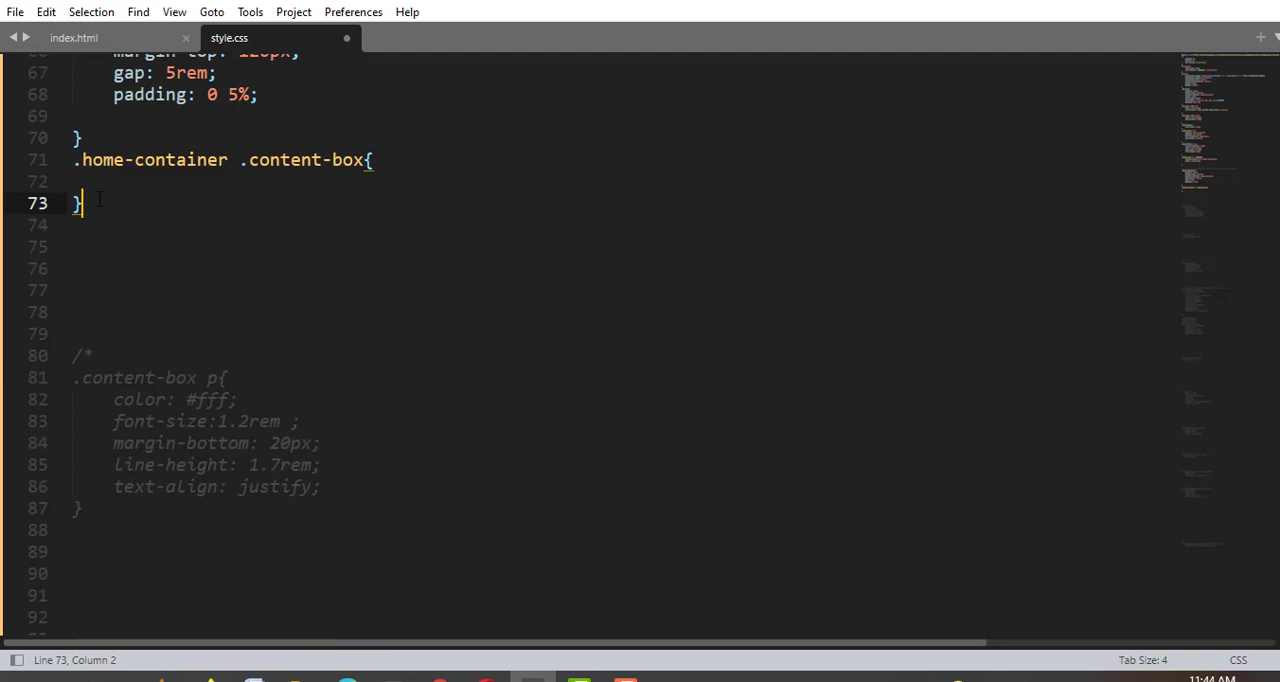 File Edit Selection Find View Goto Tools Project Preferences Help
index.html × style.css
67 gap: 5rem;
68 padding: 0 5%;
69
70 }
71 .home-container .content-box{
72
73 }
74
75
76
77
78
79
80 /*
81 .content-box p{
82 color: #fff;
83 font-size:1.2rem ;
84 margin-bottom: 20px;
85 line-height: 1.7rem;
86 text-align: justify;
87 }
88
89
90
91
92
Line 73, Column 2 Tab Size: 4 CSS
11:44 AM